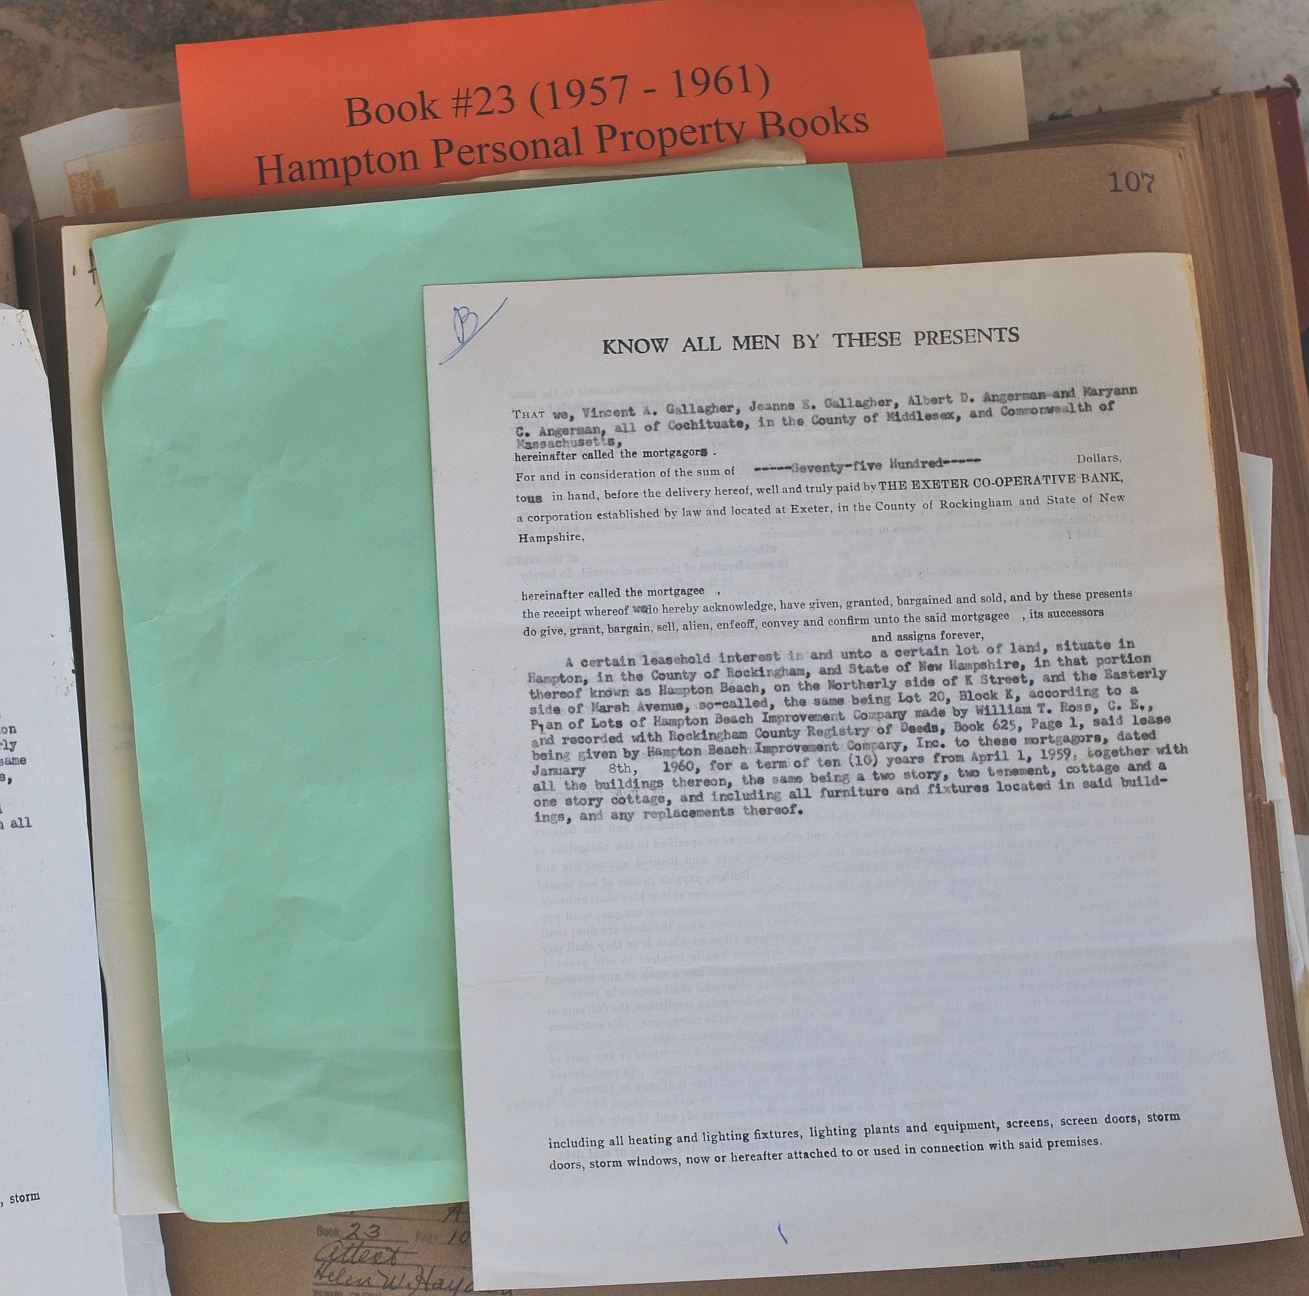 Book #23 (1957 - 1961)
Hampton Personal Property Books
107
B
KNOW ALL MEN BY THESE PRESENTS
THAT we, Vincent A. Gallagher, Jeanne E. Gallagher, Albert D. Angerman and Maryann
C. Angerman, all of Cochituate, in the County of Middlesex, and Commonwealth of
Massachusetts,
hereinafter called the mortgagors .
For and in consideration of the sum of -----Seventy-five Hundred----- Dollars,
to us in hand, before the delivery hereof, well and truly paid by THE EXETER CO-OPERATIVE BANK,
a corporation established by law and located at Exeter, in the County of Rockingham and State of New
Hampshire,
hereinafter called the mortgagee ,
the receipt whereof we do hereby acknowledge, have given, granted, bargained and sold, and by these presents
do give, grant, bargain, sell, alien, enfeoff, convey and confirm unto the said mortgagee , its successors
and assigns forever,
A certain leasehold interest in and unto a certain lot of land, situate in
Hampton, in the County of Rockingham, and State of New Hampshire, in that portion
thereof known as Hampton Beach, on the Northerly side of K Street, and the Easterly
side of Marsh Avenue, so-called, the same being Lot 20, Block K, according to a
Plan of Lots of Hampton Beach Improvement Company made by William T. Ross, C. E.,
and recorded with Rockingham County Registry of Deeds, Book 625, Page 1, said lease
being given by Hampton Beach Improvement Company, Inc. to these mortgagors, dated
January 8th, 1960, for a term of ten (10) years from April 1, 1959, together with
all the buildings thereon, the same being a two story, two tenement, cottage and a
one story cottage, and including all furniture and fixtures located in said build-
ings, and any replacements thereof.
including all heating and lighting fixtures, lighting plants and equipment, screens, screen doors, storm
doors, storm windows, now or hereafter attached to or used in connection with said premises.
on
rly
same
s,
all
, storm
Book 23 Page 10
Attest
Helen W. Hay
TOWN CLERK, HAMPTON, N. H.